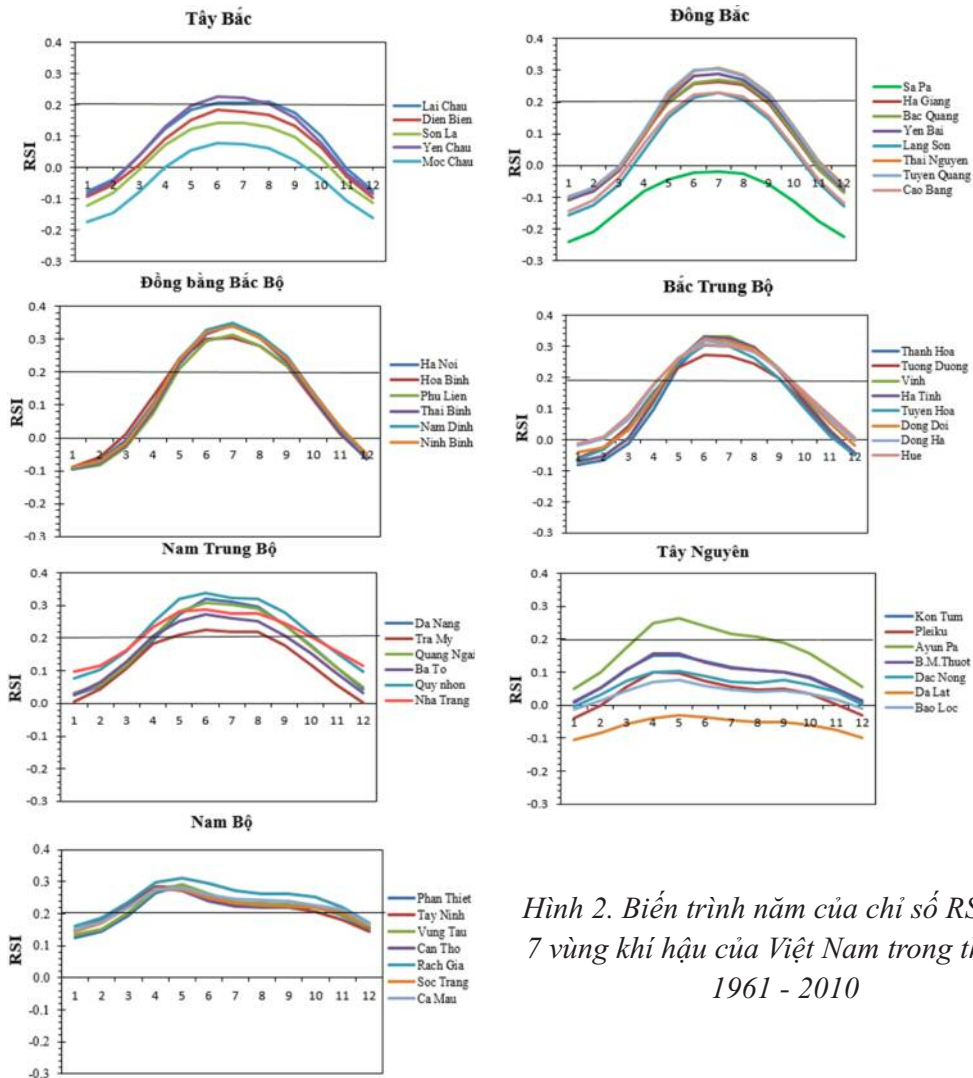 Tây Bắc
0.4
0.3
0.2
0.1
0.0
-0.1
-0.2
-0.3
RSI
1 2 3 4 5 6 7 8 9 10 11 12
Lai Chau
Dien Bien
Son La
Yen Chau
Moc Chau
Đông Bắc
0.4
0.3
0.2
0.1
0.0
-0.1
-0.2
-0.3
RSI
1 2 3 4 5 6 7 8 9 10 11 12
Sa Pa
Ha Giang
Bac Quang
Yen Bai
Lang Son
Thai Nguyen
Tuyen Quang
Cao Bang
Đồng bằng Bắc Bộ
0.4
0.3
0.2
0.1
0.0
-0.1
-0.2
-0.3
RSI
1 2 3 4 5 6 7 8 9 10 11 12
Ha Noi
Hoa Binh
Phu Lien
Thai Binh
Nam Dinh
Ninh Binh
Bắc Trung Bộ
0.4
0.3
0.2
0.1
0.0
-0.1
-0.2
-0.3
RSI
1 2 3 4 5 6 7 8 9 10 11 12
Thanh Hoa
Tuong Duong
Vinh
Ha Tinh
Tuyen Hoa
Dong Doi
Dong Ha
Hue
Nam Trung Bộ
0.4
0.3
0.2
0.1
0.0
-0.1
-0.2
-0.3
RSI
1 2 3 4 5 6 7 8 9 10 11 12
Da Nang
Tra My
Quang Ngai
Ba To
Quy nhon
Nha Trang
Tây Nguyên
0.4
0.3
0.2
0.1
0.0
-0.1
-0.2
-0.3
RSI
1 2 3 4 5 6 7 8 9 10 11 12
Kon Tum
Pleiku
Ayun Pa
B.M.Thuot
Dac Nong
Da Lat
Bao Loc
Nam Bộ
0.4
0.3
0.2
0.1
0.0
-0.1
-0.2
-0.3
RSI
1 2 3 4 5 6 7 8 9 10 11 12
Phan Thiet
Tay Ninh
Vung Tau
Can Tho
Rach Gia
Soc Trang
Ca Mau
Hình 2. Biến trình năm của chỉ số RS
7 vùng khí hậu của Việt Nam trong th
1961 - 2010